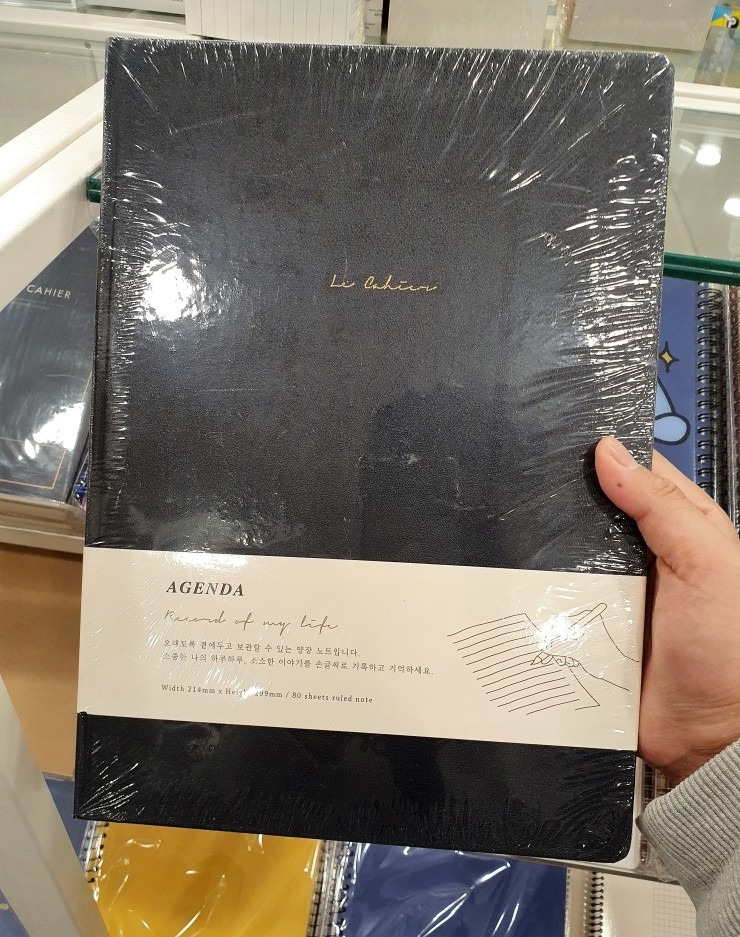 CAHIER
Le Cahier
AGENDA
Record of my life
오래도록 곁에두고 보관할 수 있는 양장 노트입니다.
소중한 나의 하루하루, 소소한 이야기를 손글씨로 기록하고 기억하세요.
Width 214mm x Height 299mm / 80 sheets ruled note